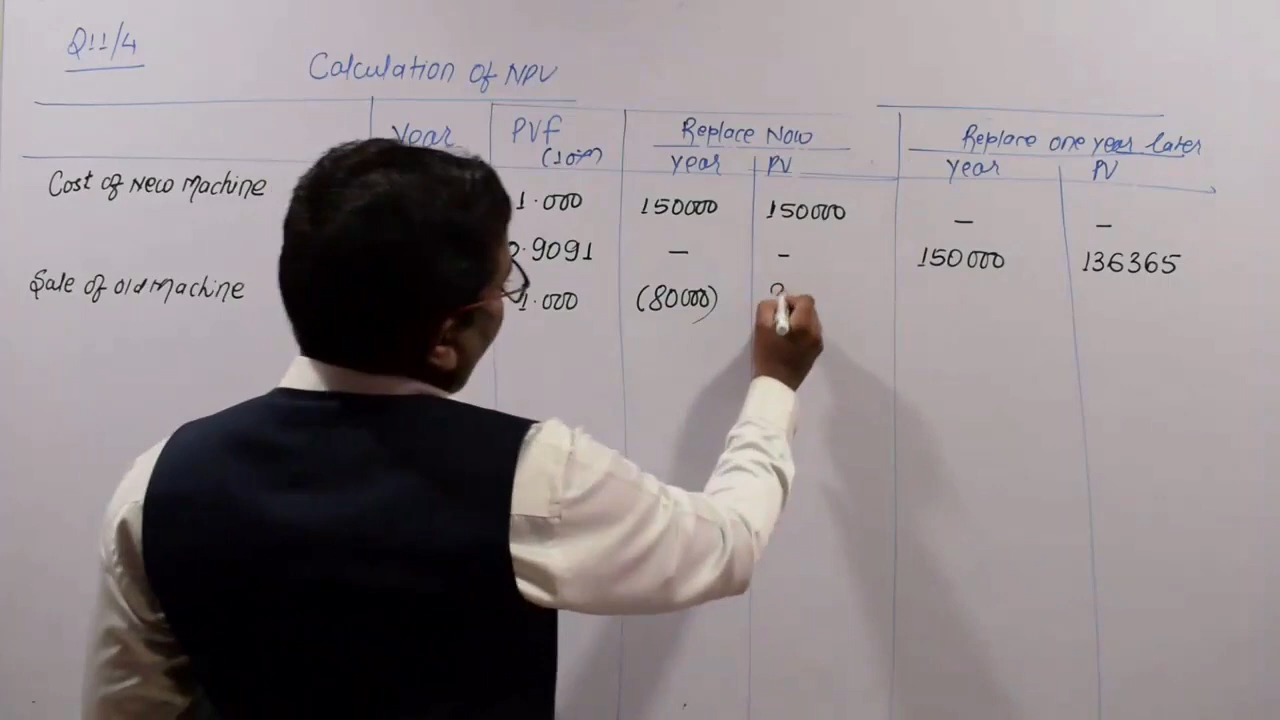 Q11/4
Calculation of NPV
year PVf Replace Now Replace one year later
(10%) year PV year PV
Cost of New Machine 1.000 150000 150000 - -
.9091 - - 150000 136365
Sale of Old Machine 1.000 (80000)